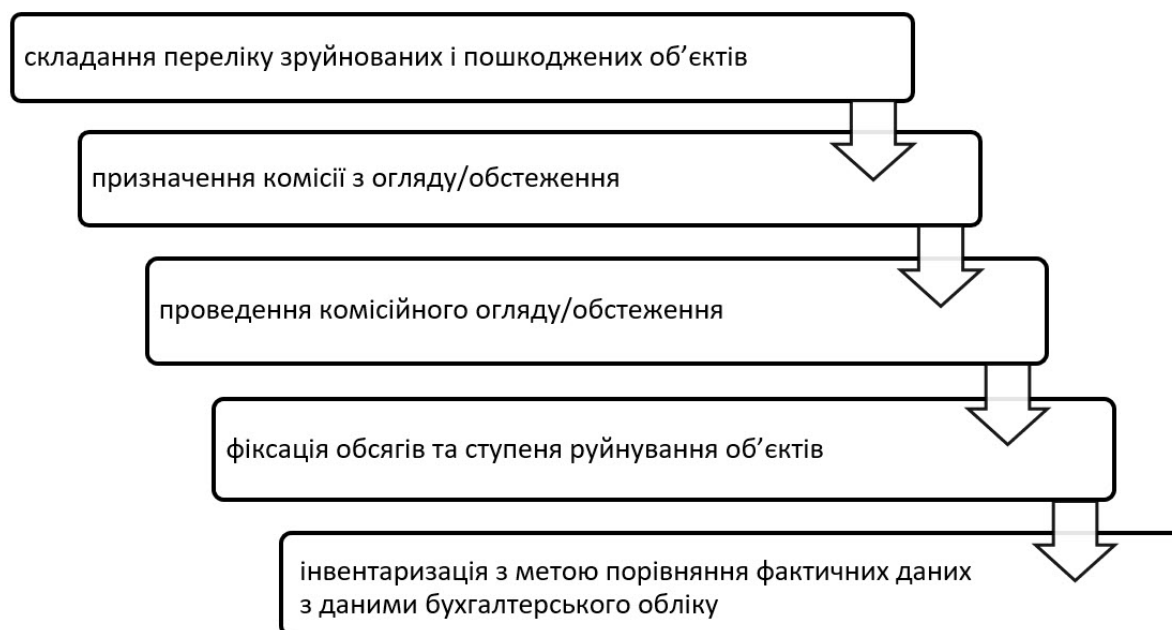 складання переліку зруйнованих і пошкоджених об’єктів
призначення комісії з огляду/обстеження
проведення комісійного огляду/обстеження
фіксація обсягів та ступеня руйнування об’єктів
інвентаризація з метою порівняння фактичних даних
з даними бухгалтерського обліку